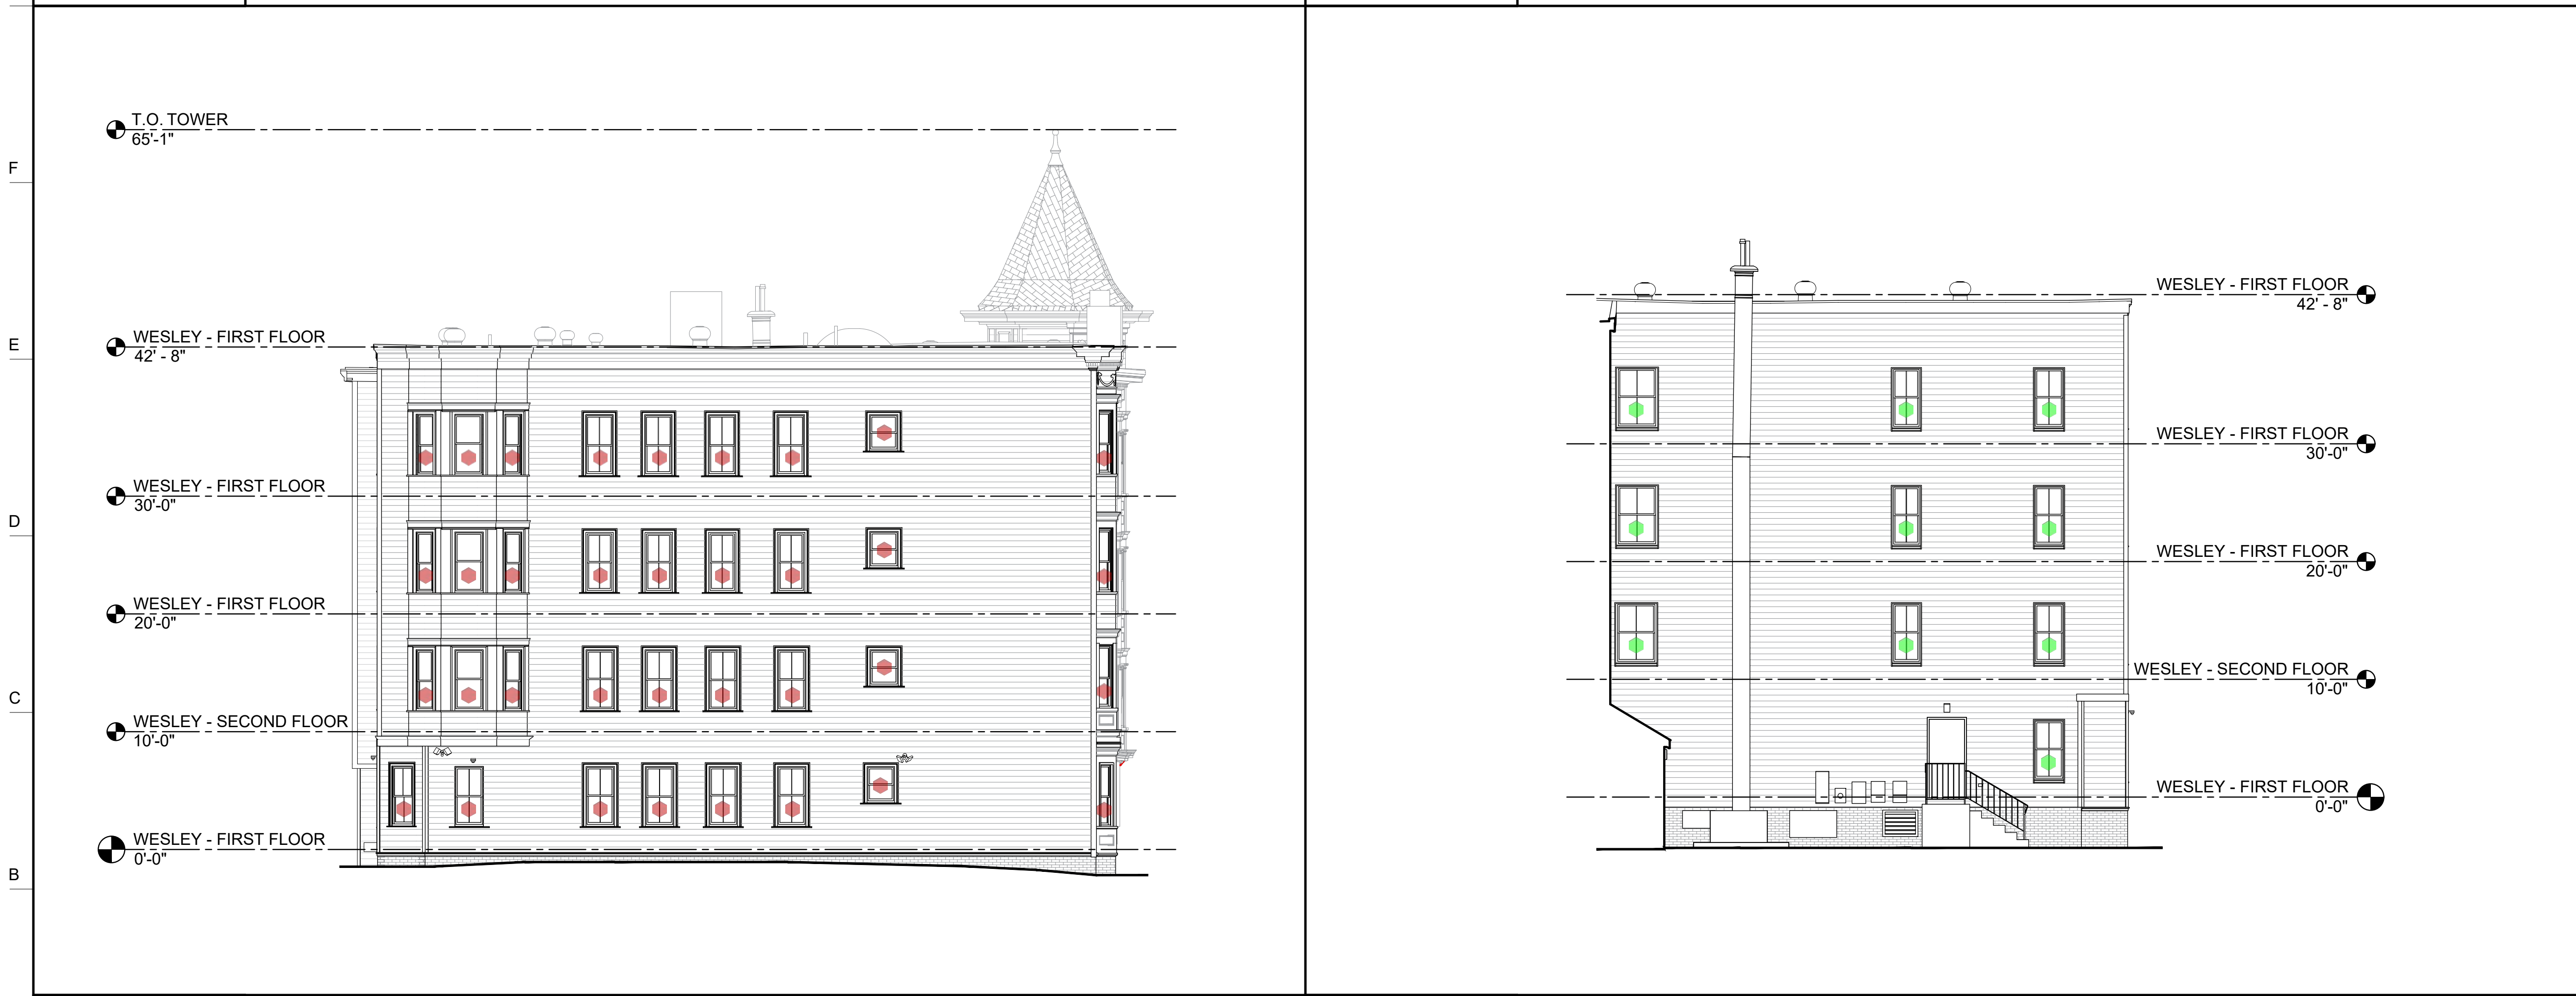 F
E
D
C
B
T.O. TOWER
65'-1"
WESLEY - FIRST FLOOR
42' - 8"
WESLEY - FIRST FLOOR
30'-0"
WESLEY - FIRST FLOOR
20'-0"
WESLEY - SECOND FLOOR
10'-0"
WESLEY - FIRST FLOOR
0'-0"
WESLEY - FIRST FLOOR
42' - 8"
WESLEY - FIRST FLOOR
30'-0"
WESLEY - FIRST FLOOR
20'-0"
WESLEY - SECOND FLOOR
10'-0"
WESLEY - FIRST FLOOR
0'-0"